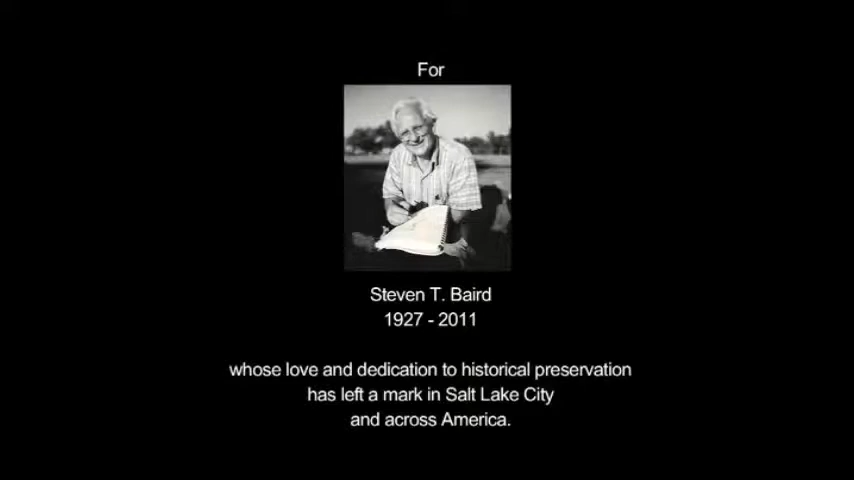 For
Steven T. Baird
1927 - 2011
whose love and dedication to historical preservation
has left a mark in Salt Lake City
and across America.